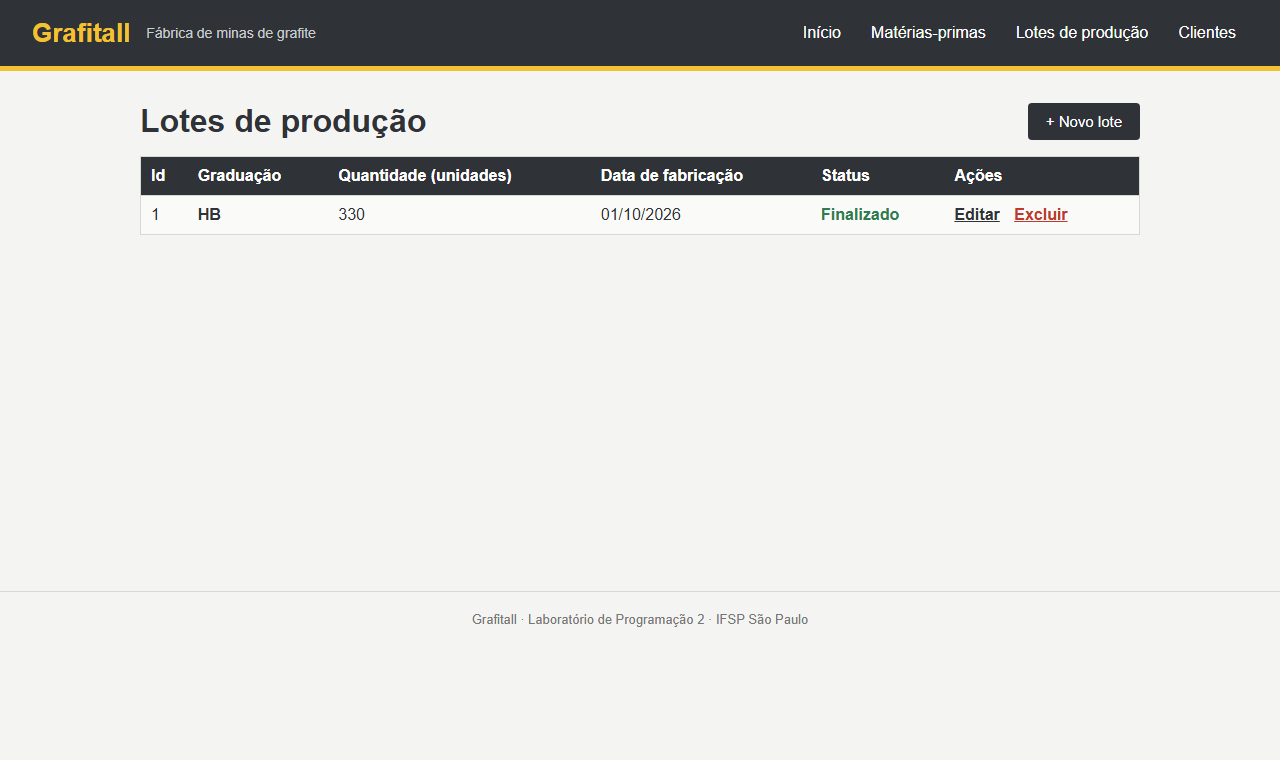 Grafitall Fábrica de minas de grafite Início Matérias-primas Lotes de produção Clientes
Lotes de produção + Novo lote
Id Graduação Quantidade (unidades) Data de fabricação Status Ações
1 HB 330 01/10/2026 Finalizado Editar Excluir
Grafitall · Laboratório de Programação 2 · IFSP São Paulo